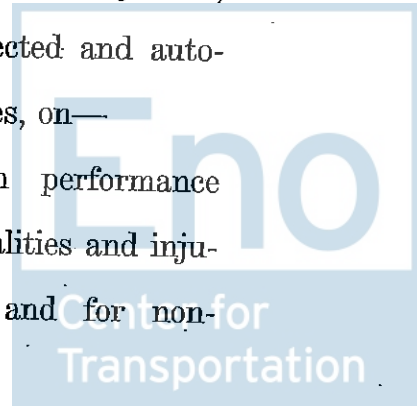 ected and auto-
es, on—
n performance
alities and inju-
and for non-
Eno
Center for
Transportation